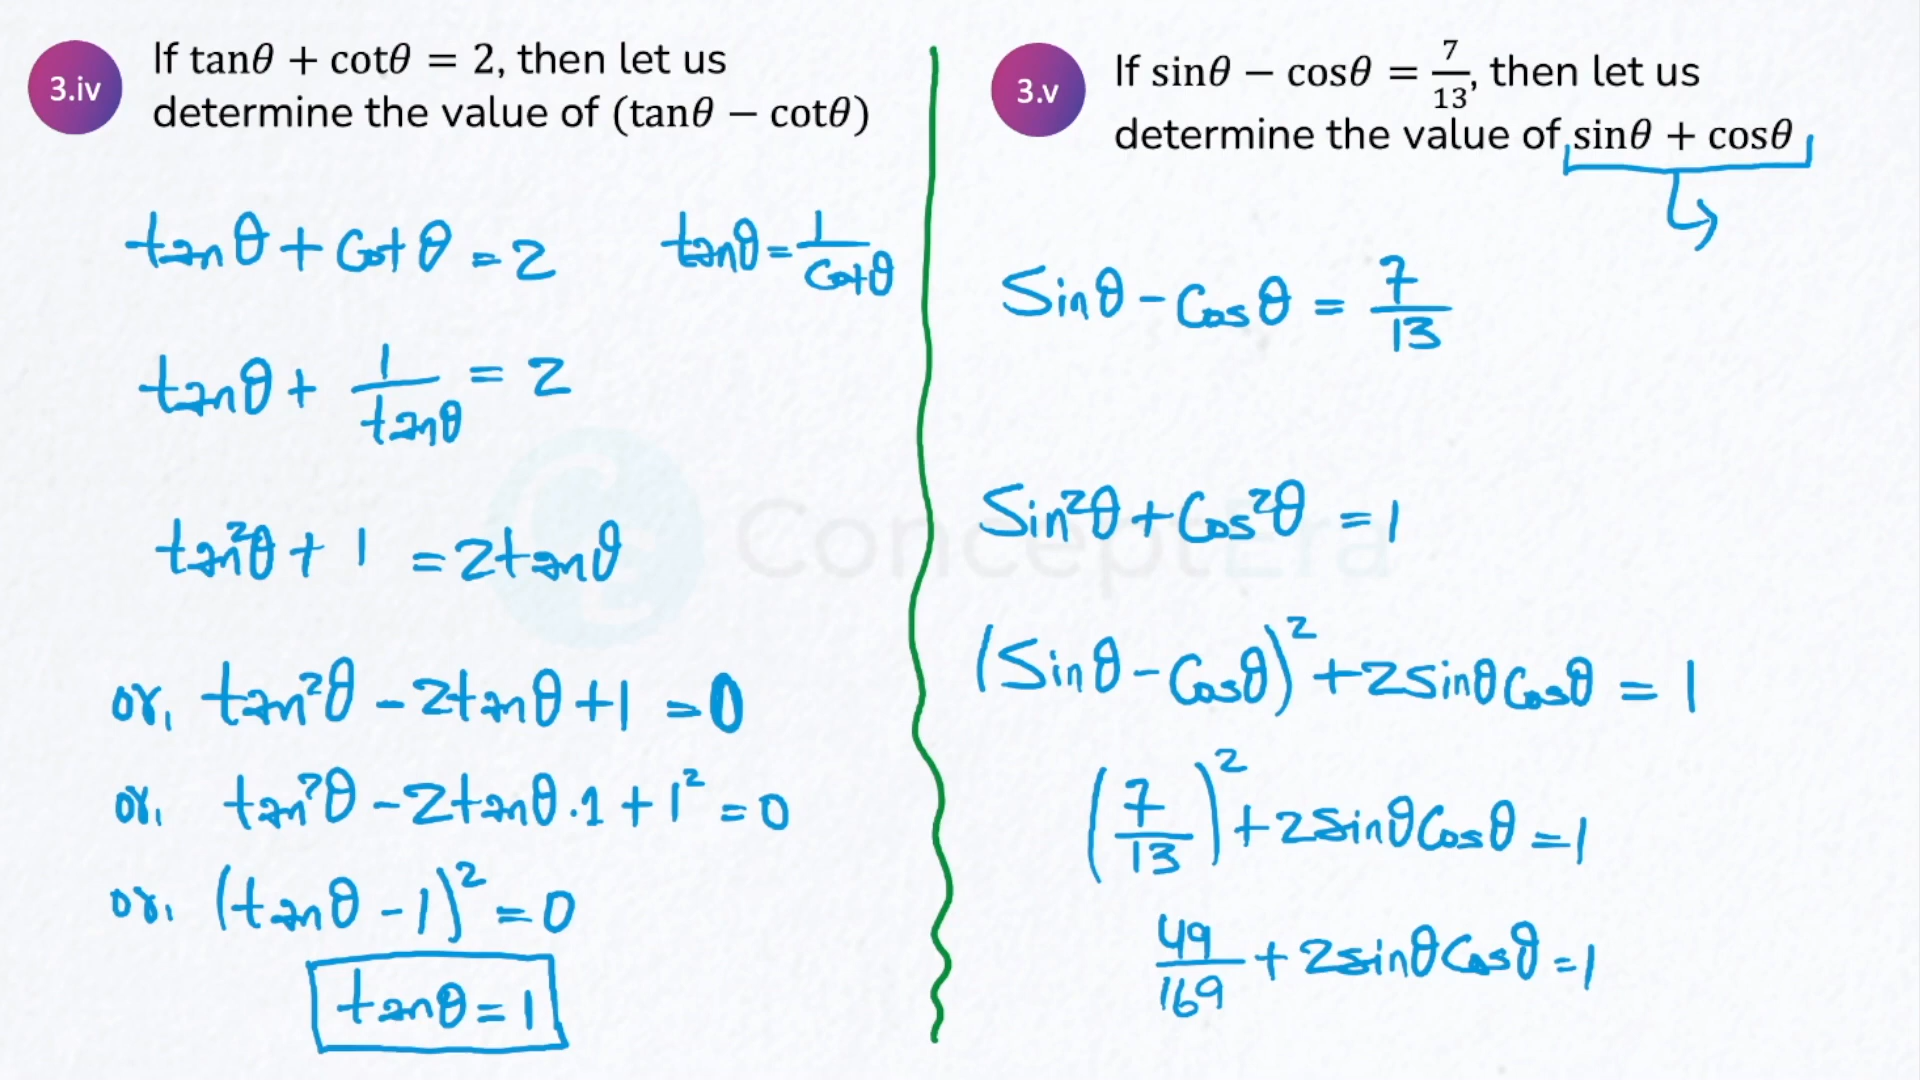 3.iv
If tanθ + cotθ = 2, then let us
determine the value of (tanθ − cotθ)
tanθ + cotθ = 2
tanθ = 1/cotθ
tanθ + 1/tanθ = 2
tan²θ + 1 = 2tanθ
or, tan²θ − 2tanθ + 1 = 0
or, tan²θ − 2tanθ.1 + 1² = 0
or, (tanθ − 1)² = 0
tanθ = 1
3.v
If sinθ − cosθ = 7/13, then let us
determine the value of sinθ + cosθ
Sinθ − Cosθ = 7/13
Sin²θ + Cos²θ = 1
(Sinθ − Cosθ)² + 2sinθCosθ = 1
(7/13)² + 2sinθCosθ = 1
49/169 + 2sinθCosθ = 1
ConceptEra